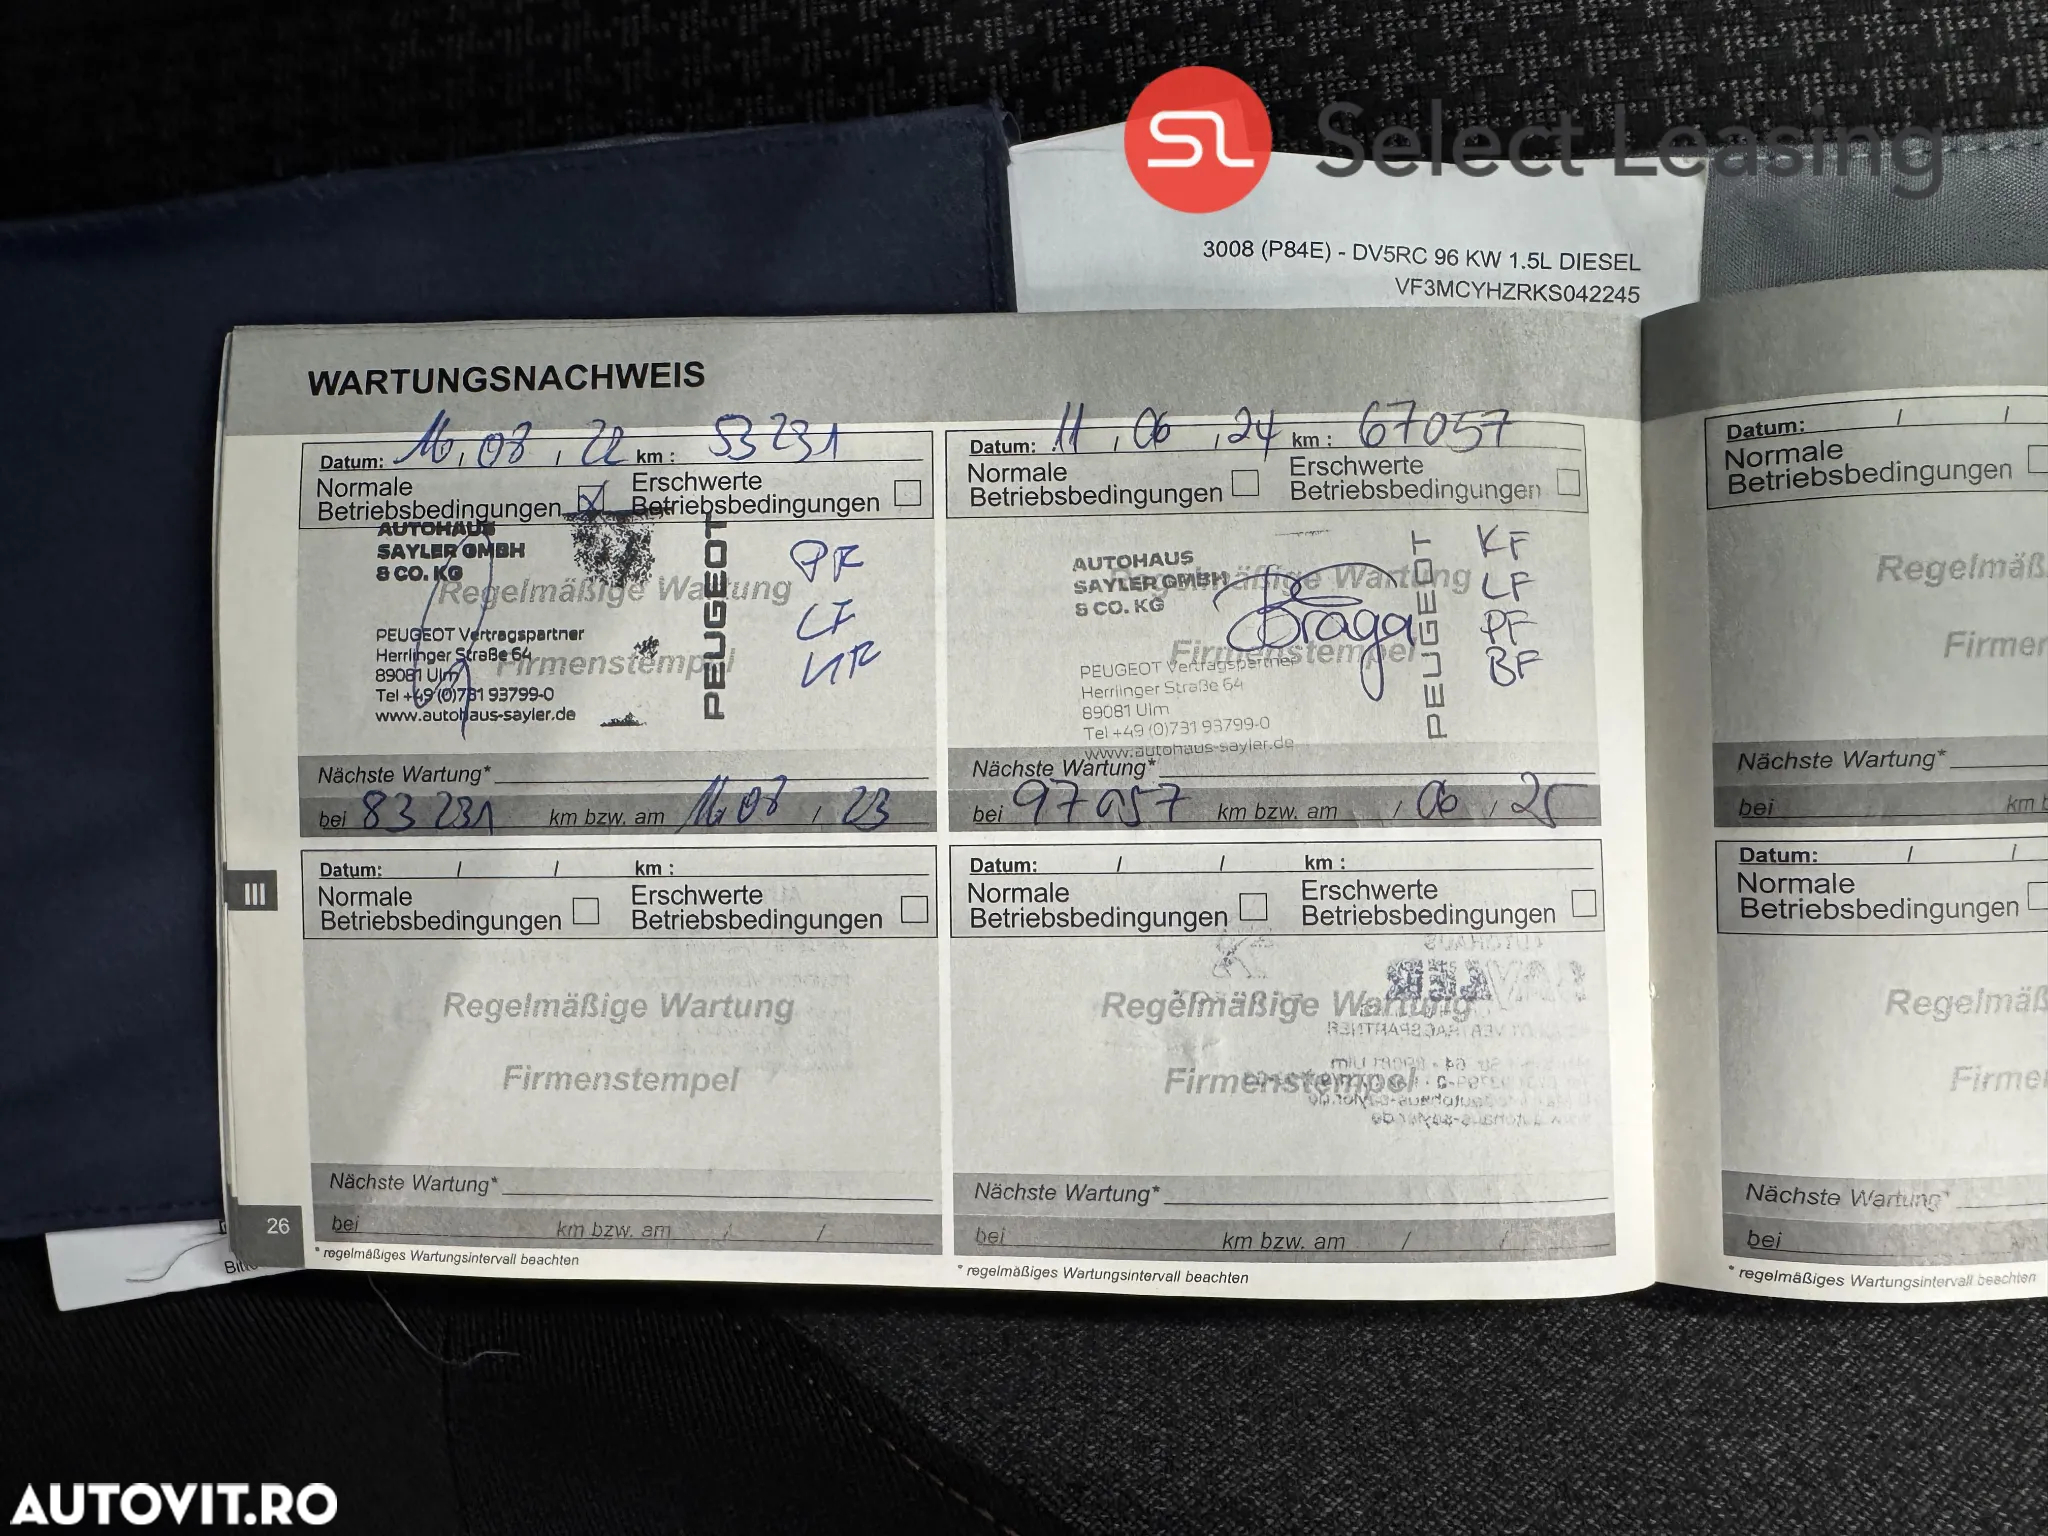 SL Select Leasing
3008 (P84E) - DV5RC 96 KW 1.5L DIESEL
VF3MCYHZRKS042245
WARTUNGSNACHWEIS
Datum: 16, 08, 22 km : 53 231
Normale
Betriebsbedingungen
Erschwerte
Betriebsbedingungen
AUTOHAUS
SAYLER GMBH
& CO. KG
Regelmäßige Wartung
PEUGEOT Vertragspartner
Herrlinger Straße 64
89081 Ulm
Tel +49 (0)731 93799-0
www.autohaus-sayler.de
Firmenstempel
PEUGEOT
PF
LF
KF
Nächste Wartung*
bei 83 231 km bzw. am 16 08 / 23
Datum: 11 , 06 , 24 km : 67057
Normale
Betriebsbedingungen
Erschwerte
Betriebsbedingungen
AUTOHAUS
SAYLER GMBH
& CO. KG
Regelmäßige Wartung
Firmenstempel
PEUGEOT Vertragspartner
Herrlinger Straße 64
89081 Ulm
Tel +49 (0)731 93799-0
www.autohaus-sayler.de
PEUGEOT
KF
LF
PF
BF
Nächste Wartung*
bei 97057 km bzw. am / 06 / 25
Datum: / / km :
Normale
Betriebsbedingungen
Erschwerte
Betriebsbedingungen
Regelmäßige Wartung
Firmenstempel
Nächste Wartung*
bei km bzw. am / /
* regelmäßiges Wartungsintervall beachten
Datum: / / km :
Normale
Betriebsbedingungen
Erschwerte
Betriebsbedingungen
Regelmäßige Wartung
Firmenstempel
Nächste Wartung*
bei km bzw. am / /
* regelmäßiges Wartungsintervall beachten
III
26
Datum: / /
Normale
Betriebsbedingungen
Nächste Wartung*
bei km
Datum: / /
Normale
Betriebsbedingungen
Nächste Wartung*
bei
* regelmäßiges Wartungsintervall beachten
AUTOVIT.RO